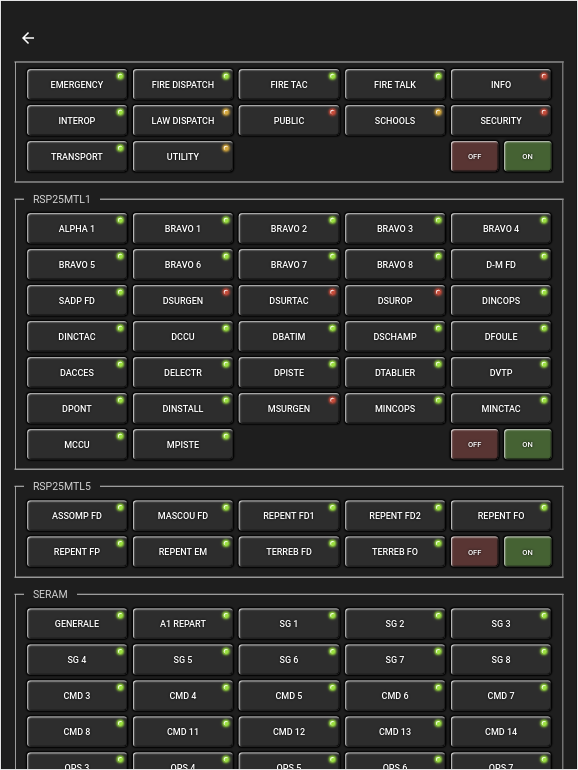 EMERGENCY FIRE DISPATCH FIRE TAC FIRE TALK INFO
INTEROP LAW DISPATCH PUBLIC SCHOOLS SECURITY
TRANSPORT UTILITY OFF ON
RSP25MTL1
ALPHA 1 BRAVO 1 BRAVO 2 BRAVO 3 BRAVO 4
BRAVO 5 BRAVO 6 BRAVO 7 BRAVO 8 D-M FD
SADP FD DSURGEN DSURTAC DSUROP DINCOPS
DINCTAC DCCU DBATIM DSCHAMP DFOULE
DACCES DELECTR DPISTE DTABLIER DVTP
DPONT DINSTALL MSURGEN MINCOPS MINCTAC
MCCU MPISTE OFF ON
RSP25MTL5
ASSOMP FD MASCOU FD REPENT FD1 REPENT FD2 REPENT FO
REPENT FP REPENT EM TERREB FD TERREB FO OFF ON
SERAM
GENERALE A1 REPART SG 1 SG 2 SG 3
SG 4 SG 5 SG 6 SG 7 SG 8
CMD 3 CMD 4 CMD 5 CMD 6 CMD 7
CMD 8 CMD 11 CMD 12 CMD 13 CMD 14
OPS 3 OPS 4 OPS 5 OPS 6 OPS 7